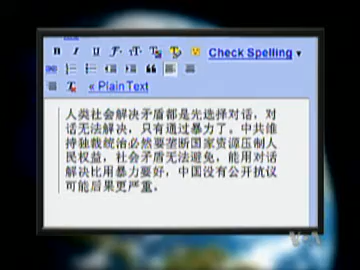 B I U
Check Spelling
« Plain Text
人类社会解决矛盾都是先选择对话，对
话无法解决，只有通过暴力了。中共维
持独裁统治必然要垄断国家资源压制人
民权益，社会矛盾无法避免，能用对话
解决比用暴力要好，中国没有公开抗议
可能后果更严重。
VOA